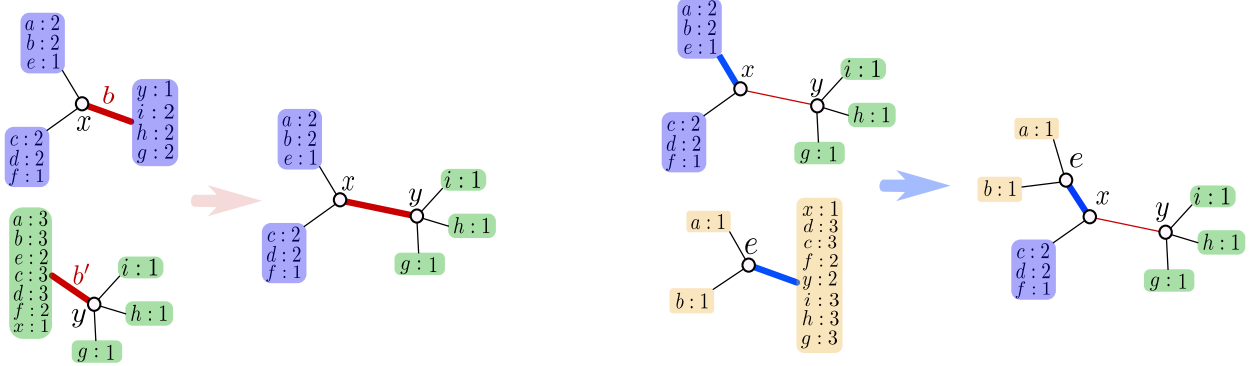 a : 2
b : 2
e : 1
b
x
y : 1
i : 2
h : 2
g : 2
c : 2
d : 2
f : 1
a : 3
b : 3
e : 2
c : 3
d : 3
f : 2
x : 1
b′
y
i : 1
h : 1
g : 1
a : 2
b : 2
e : 1
x
y
i : 1
h : 1
g : 1
c : 2
d : 2
f : 1
a : 2
b : 2
e : 1
x
y
i : 1
h : 1
g : 1
c : 2
d : 2
f : 1
a : 1
e
b : 1
x : 1
d : 3
c : 3
f : 2
y : 2
i : 3
h : 3
g : 3
a : 1
e
b : 1
x
y
i : 1
h : 1
g : 1
c : 2
d : 2
f : 1